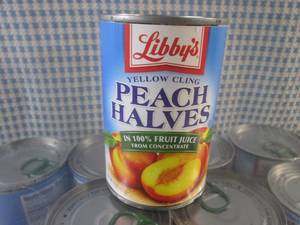 Libby's
YELLOW CLING
PEACH
HALVES
IN 100% FRUIT JUICE
FROM CONCENTRATE